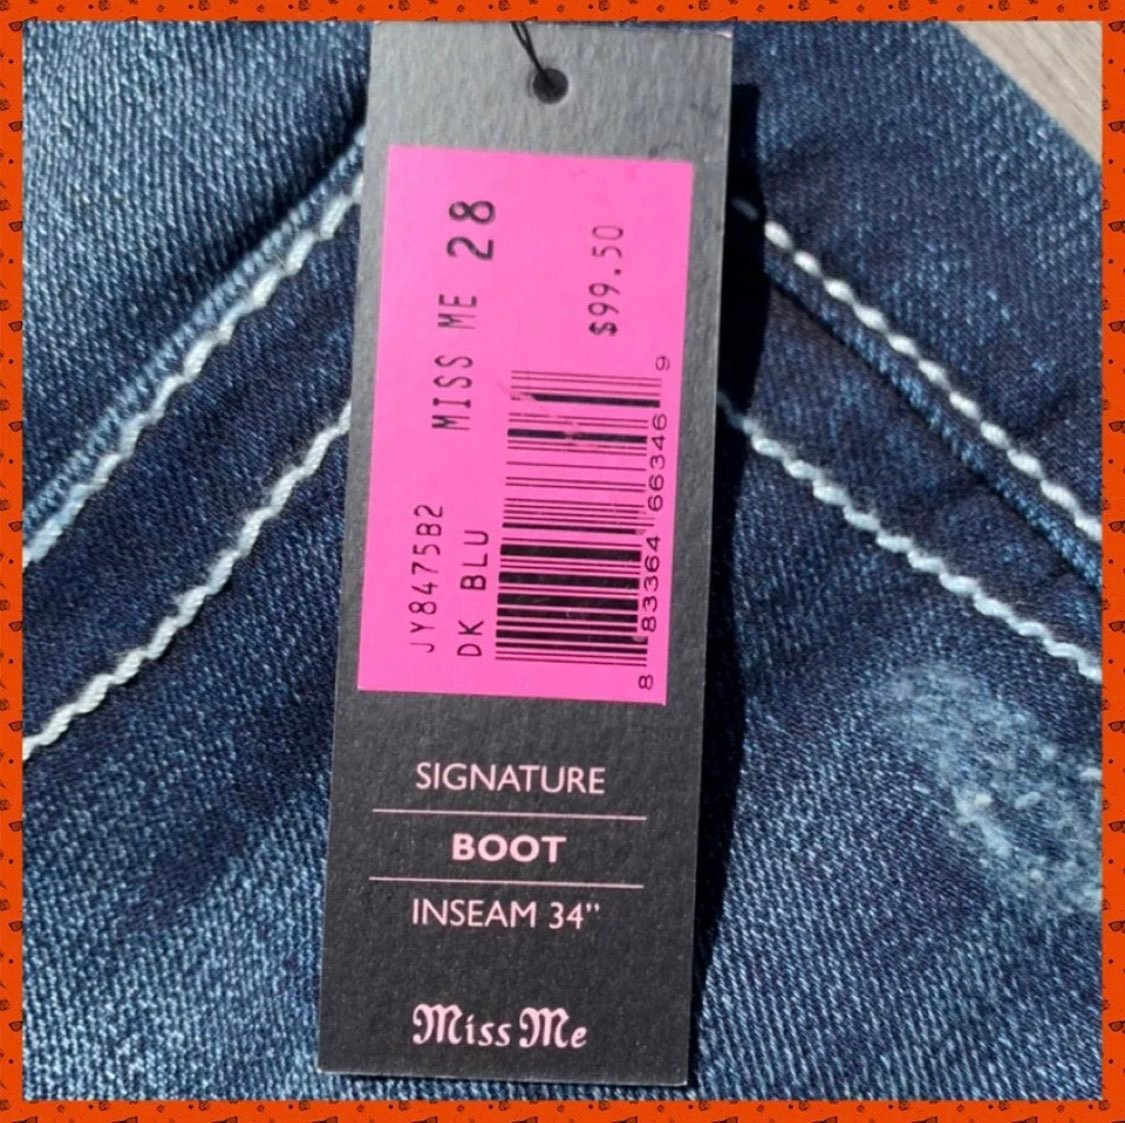 JY8475B2
MISS ME 28
DK BLU
$99.50
8 83364 66346 9
SIGNATURE
BOOT
INSEAM 34"
Miss Me